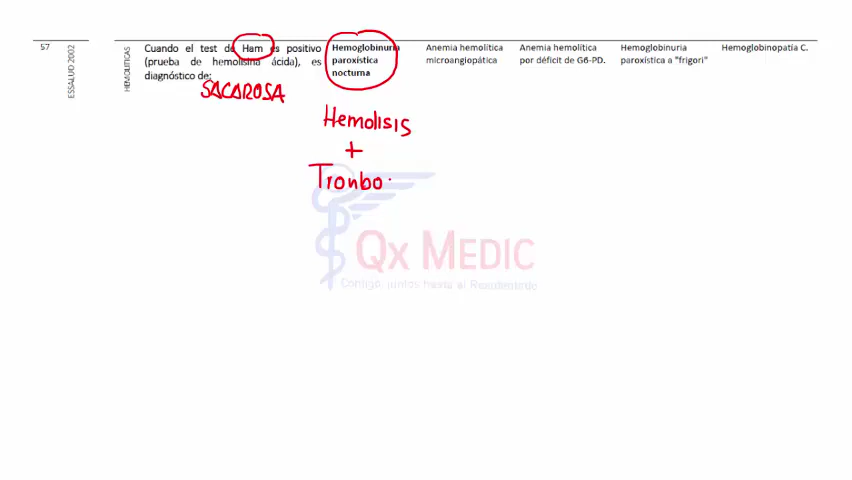 57
ESSALUD 2002
HEMOLITICAS
Cuando el test de Ham es positivo
(prueba de hemolisina ácida), es
diagnóstico de:
Hemoglobinuria
paroxística
nocturna
Anemia hemolítica
microangiopática
Anemia hemolítica
por déficit de G6-PD.
Hemoglobinuria
paroxística a "frigori"
Hemoglobinopatía C.
SACAROSA
Hemolisis
+
Trombo
QX MEDIC
Contigo, juntos hasta el Residentado